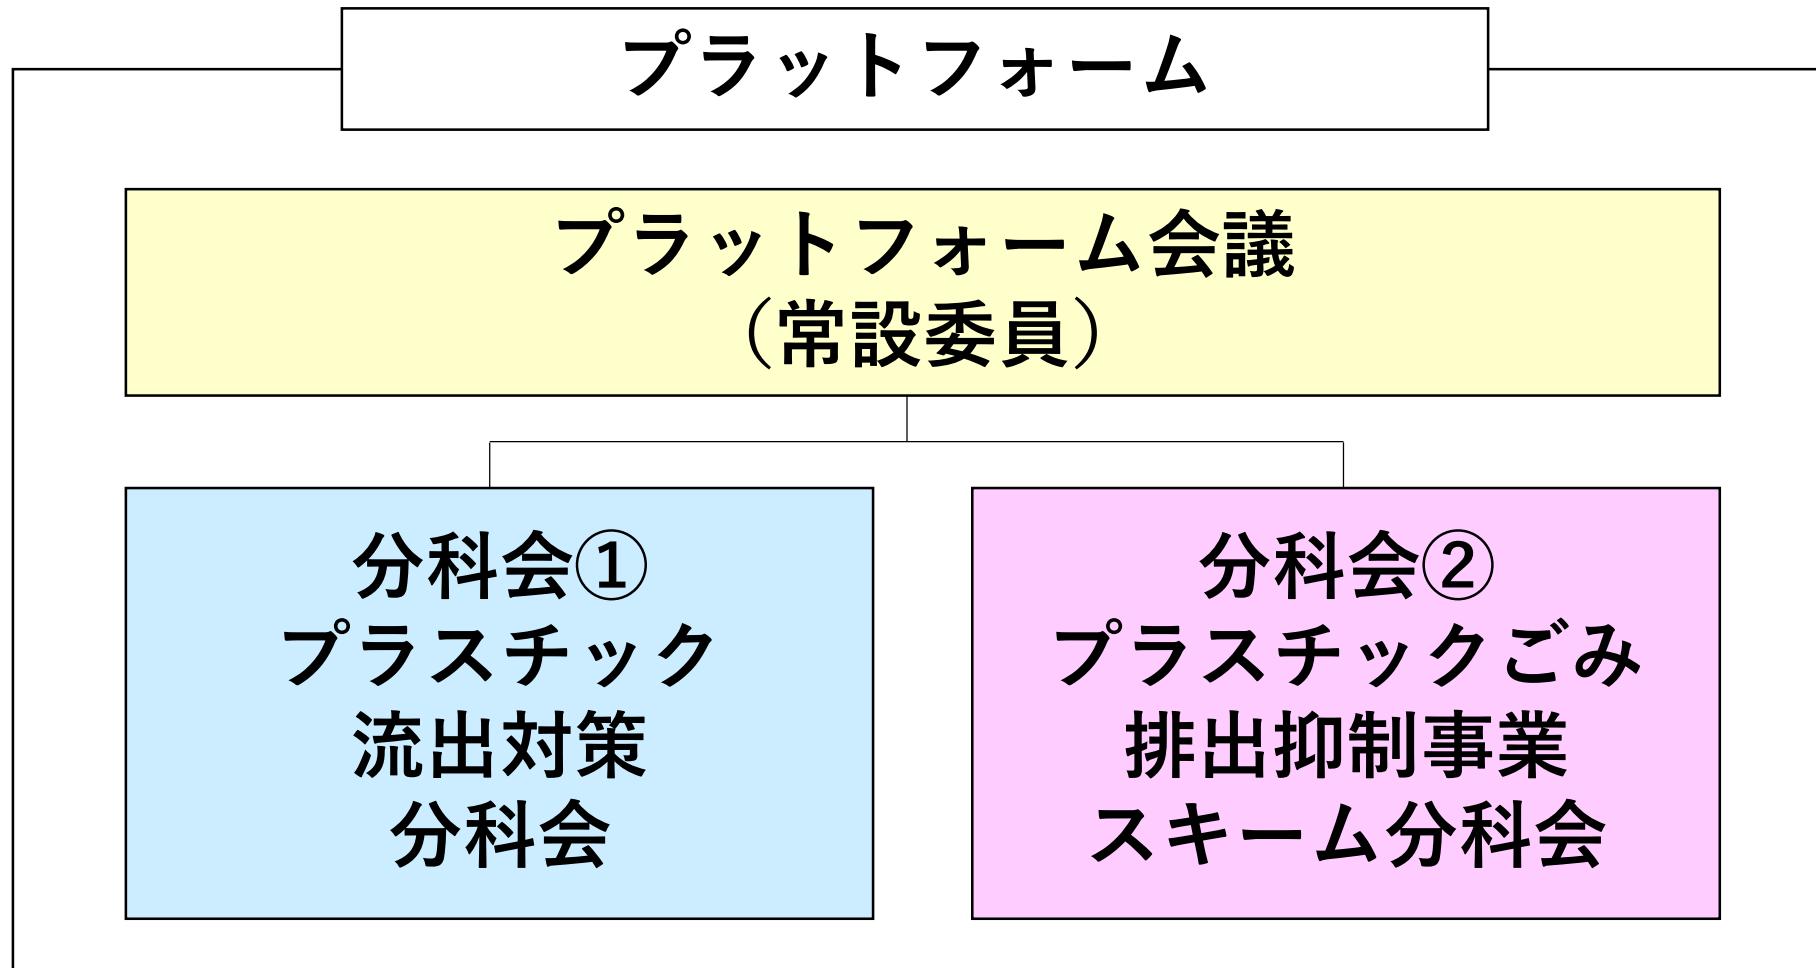 プラットフォーム
プラットフォーム会議
（常設委員）
分科会①
プラスチック
流出対策
分科会
分科会②
プラスチックごみ
排出抑制事業
スキーム分科会